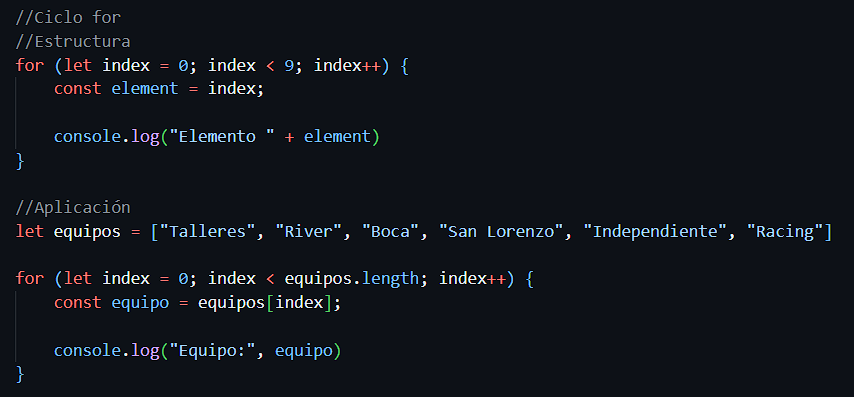 //Ciclo for
//Estructura
for (let index = 0; index < 9; index++) {
    const element = index;

    console.log("Elemento " + element)
}

//Aplicación
let equipos = ["Talleres", "River", "Boca", "San Lorenzo", "Independiente", "Racing"]

for (let index = 0; index < equipos.length; index++) {
    const equipo = equipos[index];

    console.log("Equipo:", equipo)
}